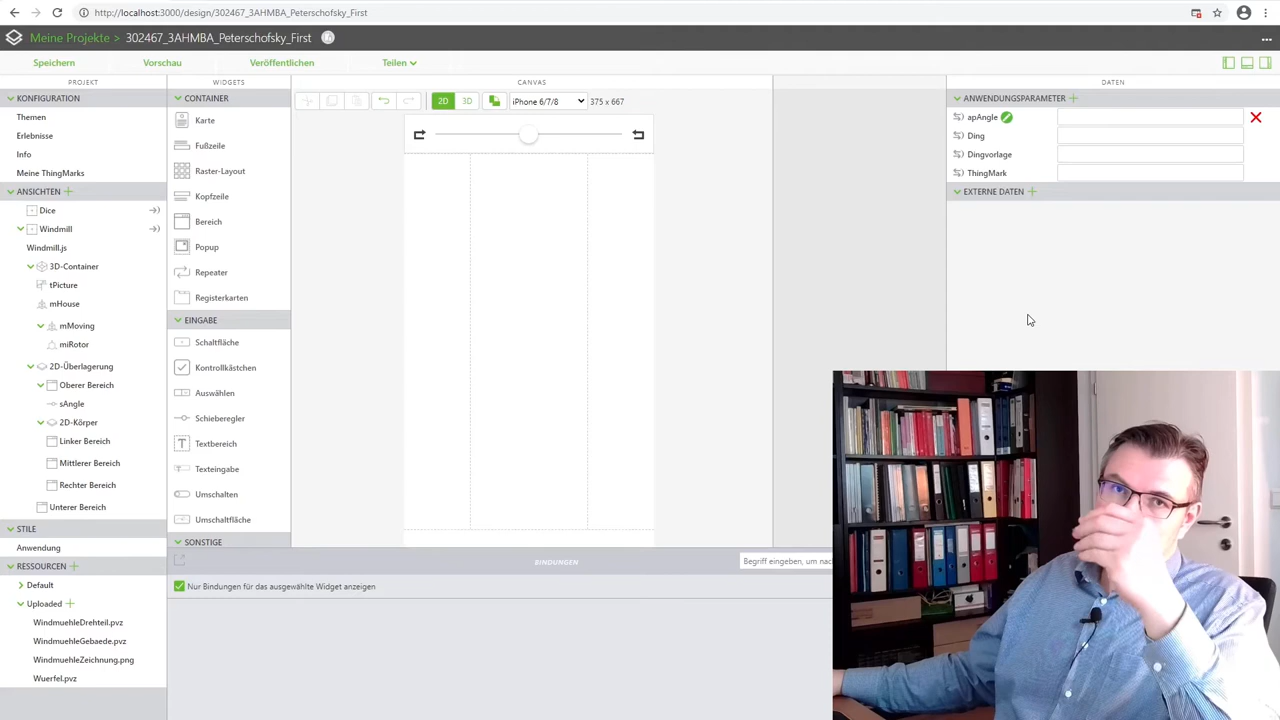 http://localhost:3000/design/302467_3AHMBA_Peterschofsky_First
Meine Projekte > 302467_3AHMBA_Peterschofsky_First
Speichern
Vorschau
Veröffentlichen
Teilen
PROJEKT
KONFIGURATION
Themen
Erlebnisse
Info
Meine ThingMarks
ANSICHTEN
Dice
Windmill
Windmill.js
3D-Container
tPicture
mHouse
mMoving
miRotor
2D-Überlagerung
Oberer Bereich
sAngle
2D-Körper
Linker Bereich
Mittlerer Bereich
Rechter Bereich
Unterer Bereich
STILE
Anwendung
RESSOURCEN
Default
Uploaded
WindmuehleDrehteil.pvz
WindmuehleGebaede.pvz
WindmuehleZeichnung.png
Wuerfel.pvz
WIDGETS
CONTAINER
Karte
Fußzeile
Raster-Layout
Kopfzeile
Bereich
Popup
Repeater
Registerkarten
EINGABE
Schaltfläche
Kontrollkästchen
Auswählen
Schieberegler
Textbereich
Texteingabe
Umschalten
Umschaltfläche
SONSTIGE
CANVAS
2D
3D
iPhone 6/7/8
375 x 667
BINDUNGEN
Begriff eingeben, um nac
Nur Bindungen für das ausgewählte Widget anzeigen
DATEN
ANWENDUNGSPARAMETER
apAngle
Ding
Dingvorlage
ThingMark
EXTERNE DATEN